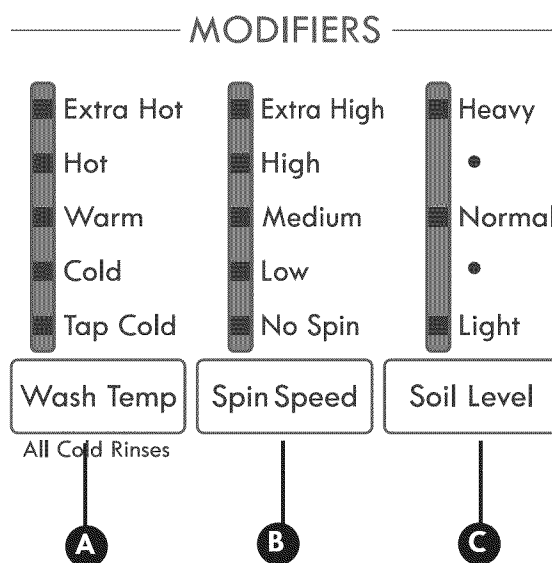 MODIFIERS
Extra Hot Extra High Heavy
Hot High •
Warm Medium Normal
Cold Low •
Tap Cold No Spin Light
Wash Temp Spin Speed Soil Level
All Cold Rinses
A B C